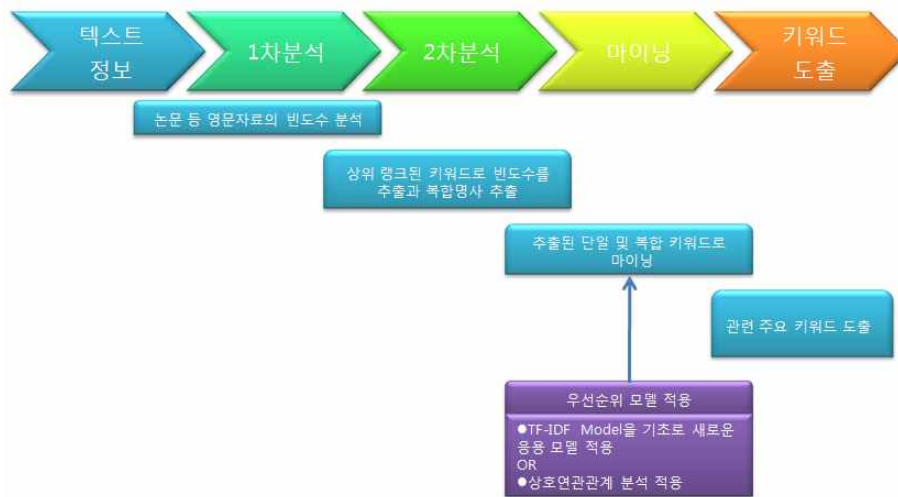 텍스트
정보
1차분석
2차분석
마이닝
키워드
도출
논문 등 영문자료의 빈도수 분석
상위 랭크된 키워드로 빈도수를
추출과 복합명사 추출
추출된 단일 및 복합 키워드로
마이닝
관련 주요 키워드 도출
우선순위 모델 적용
●TF-IDF Model을 기초로 새로운
응용 모델 적용
OR
●상호연관관계 분석 적용